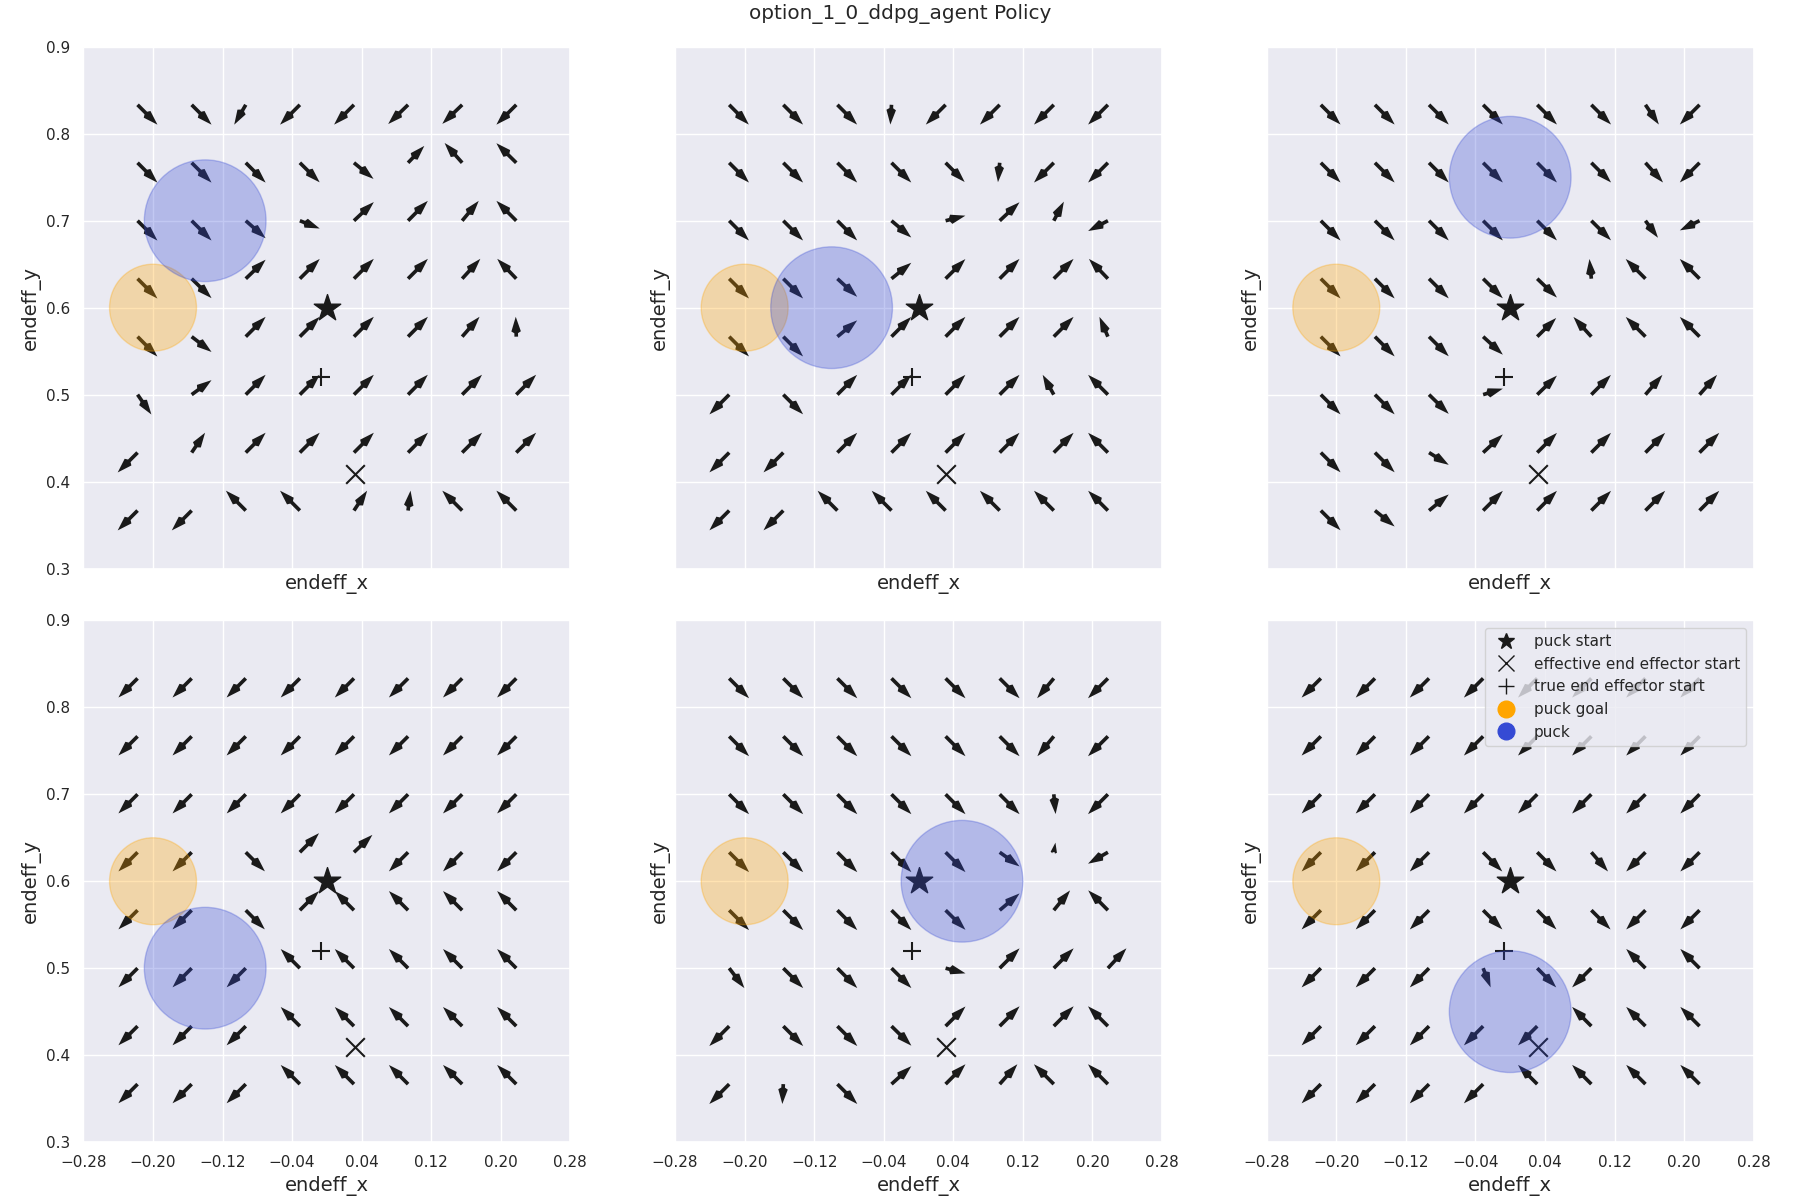 option_1_0_ddpg_agent Policy
0.9
0.8
0.7
0.6
0.5
0.4
0.3
endeff_y
endeff_x
endeff_y
endeff_x
endeff_y
endeff_x
0.9
0.8
0.7
0.6
0.5
0.4
0.3
endeff_y
−0.28 −0.20 −0.12 −0.04 0.04 0.12 0.20 0.28
endeff_x
endeff_y
−0.28 −0.20 −0.12 −0.04 0.04 0.12 0.20 0.28
endeff_x
puck start
effective end effector start
true end effector start
puck goal
puck
endeff_y
−0.28 −0.20 −0.12 −0.04 0.04 0.12 0.20 0.28
endeff_x